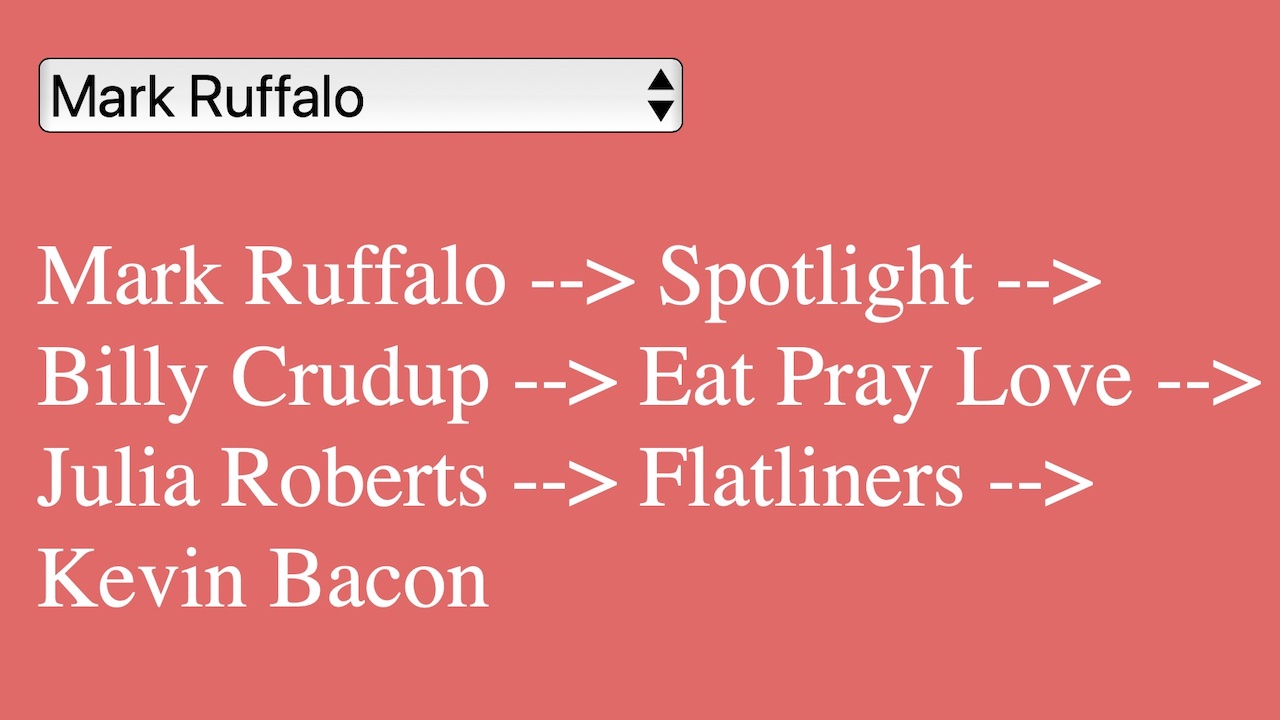 Mark Ruffalo
Mark Ruffalo --> Spotlight -->
Billy Crudup --> Eat Pray Love -->
Julia Roberts --> Flatliners -->
Kevin Bacon